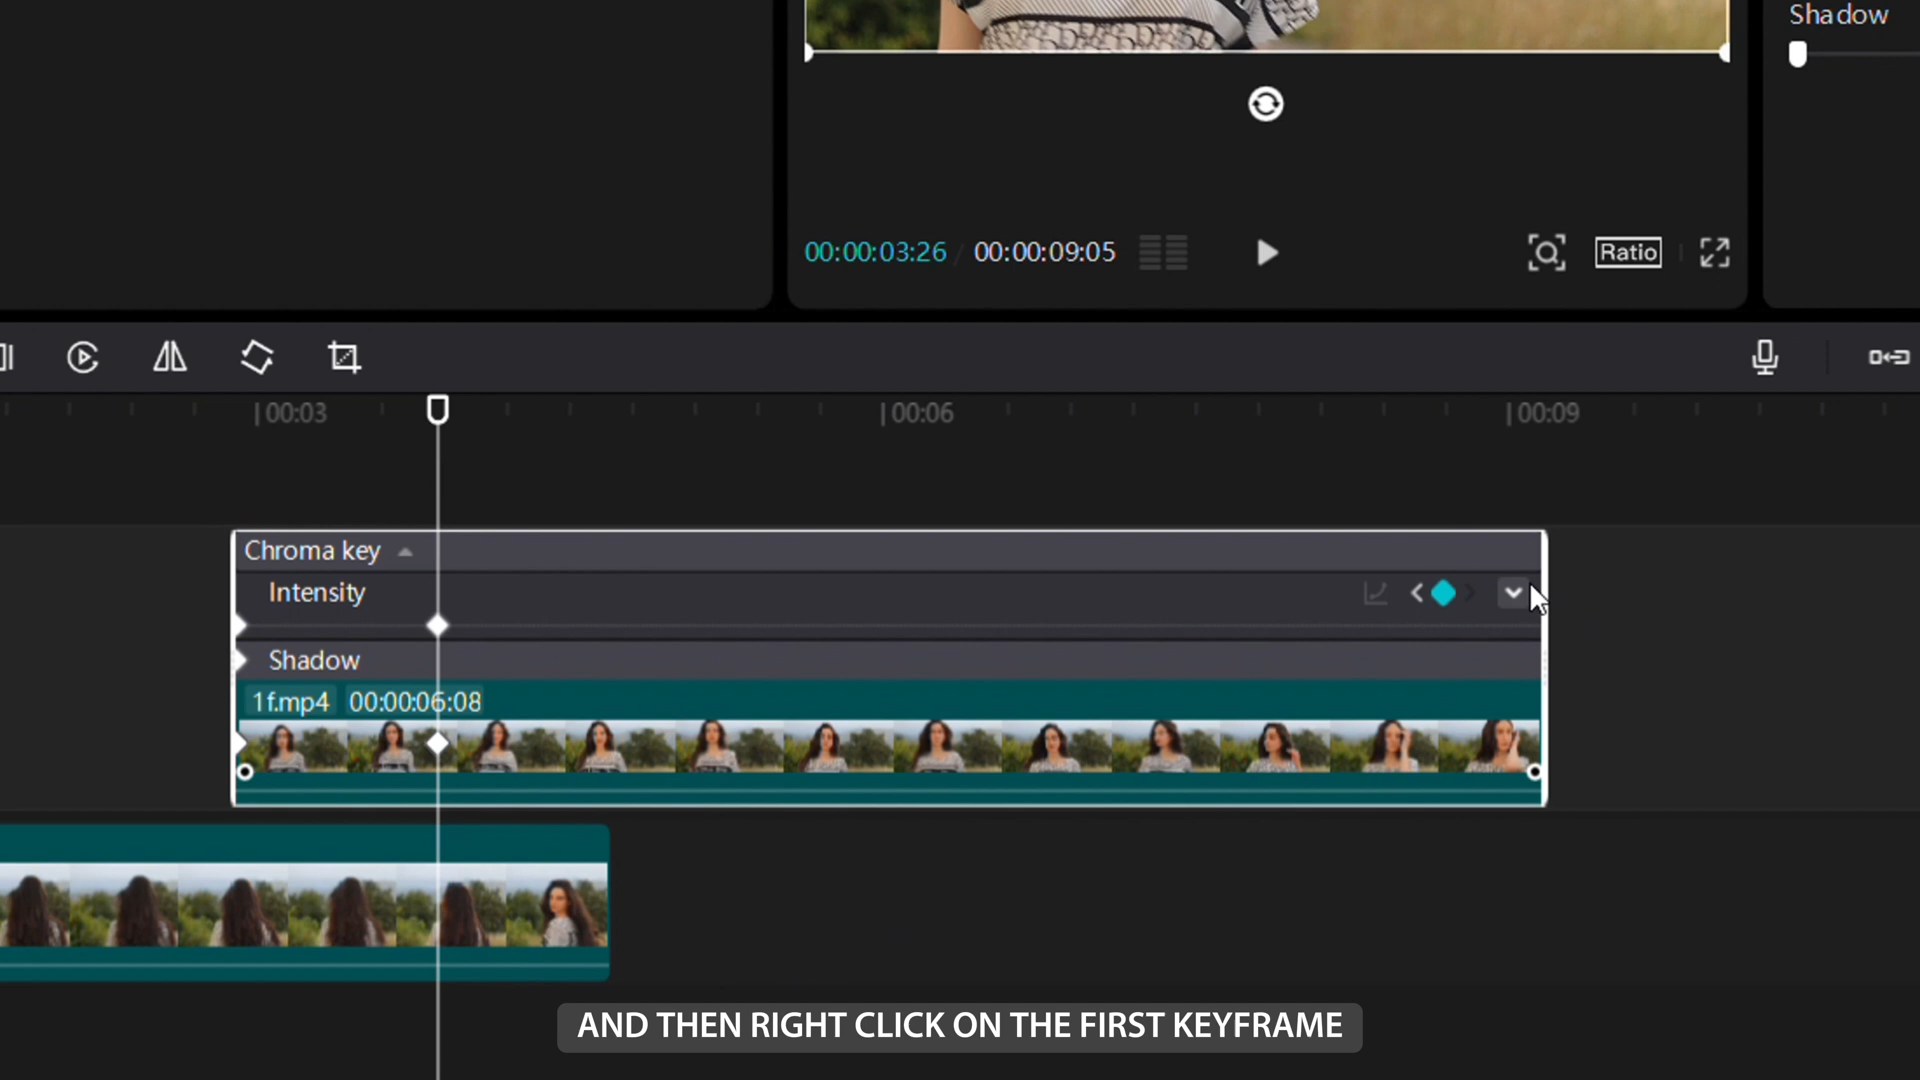 Shadow
00:00:03:26 / 00:00:09:05
Ratio
00:03
00:06
00:09
Chroma key
Intensity
Shadow
1f.mp4 00:00:06:08
AND THEN RIGHT CLICK ON THE FIRST KEYFRAME